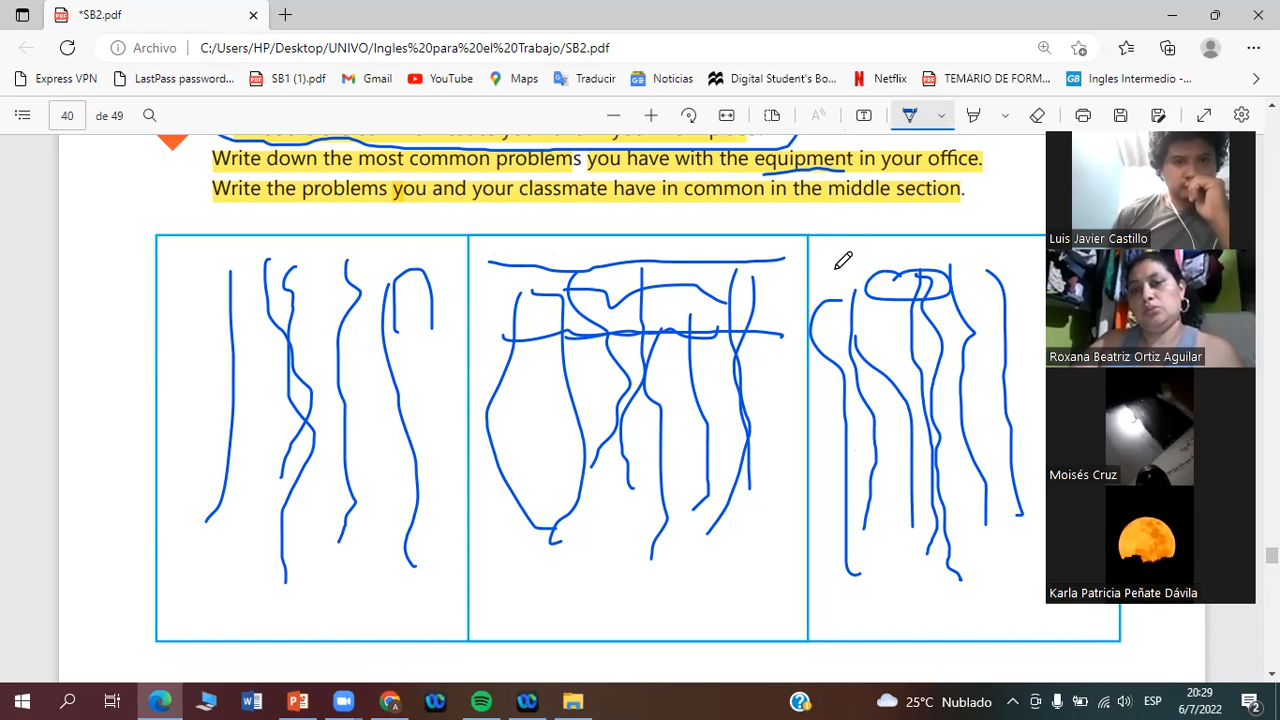 *SB2.pdf
Archivo
C:/Users/HP/Desktop/UNIVO/Ingles%20para%20el%20Trabajo/SB2.pdf
Express VPN
LastPass password...
SB1 (1).pdf
Gmail
YouTube
Maps
Traducir
Noticias
Digital Student's Bo...
Netflix
TEMARIO DE FORM...
Ingles Intermedio -...
40
de 49
Write down the most common problems you have with the equipment in your office.
Write the problems you and your classmate have in common in the middle section.
Luis Javier Castillo
Roxana Beatriz Ortiz Aguilar
Moisés Cruz
Karla Patricia Peñate Dávila
25°C Nublado
ESP
20:29
6/7/2022
2